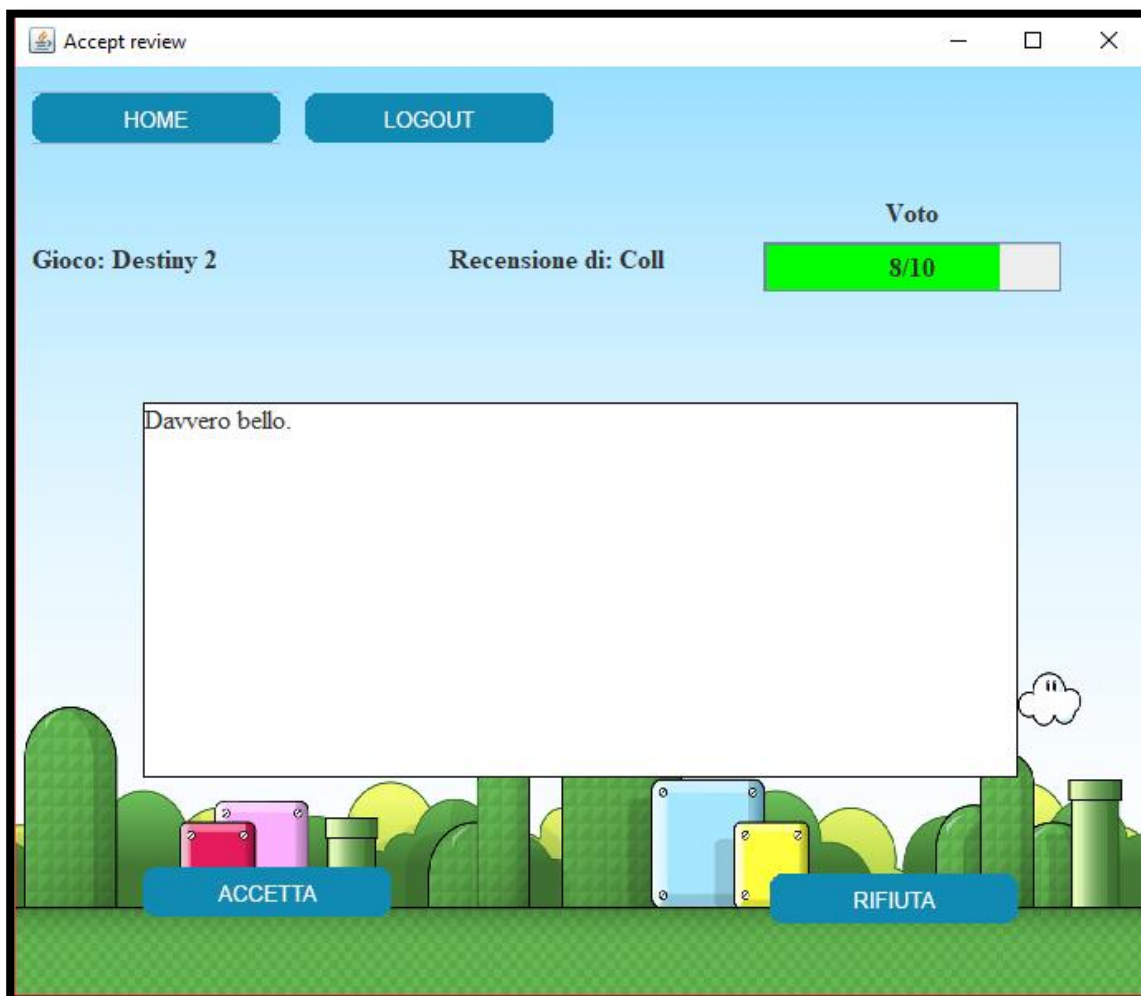 Accept review
HOME
LOGOUT
Voto
Gioco: Destiny 2
Recensione di: Coll
8/10
Davvero bello.
ACCETTA
RIFIUTA